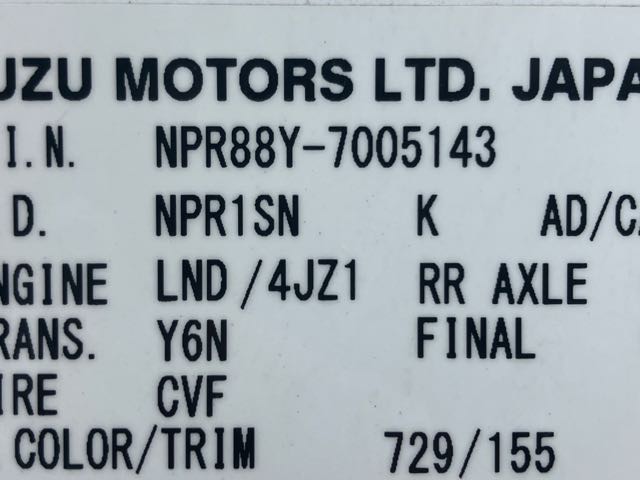 UZU MOTORS LTD. JAPA
I.N. NPR88Y-7005143
D. NPR1SN K AD/CA
NGINE LND/4JZ1 RR AXLE
RANS. Y6N FINAL
IRE CVF
COLOR/TRIM 729/155